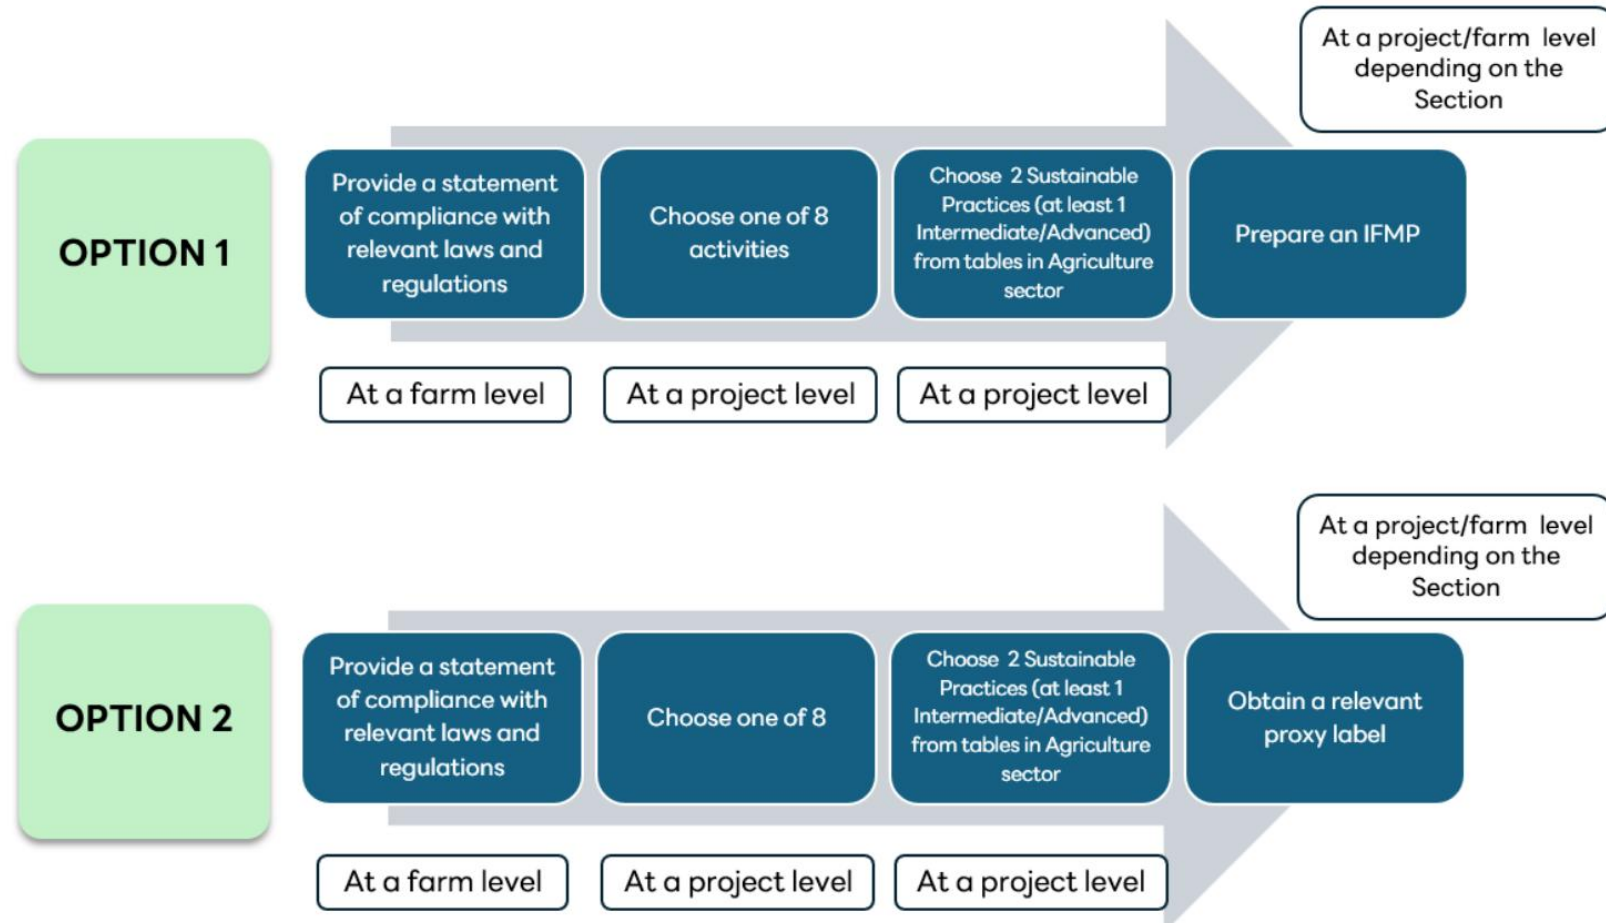 At a project/farm level
depending on the
Section
OPTION 1
Provide a statement
of compliance with
relevant laws and
regulations
Choose one of 8
activities
Choose 2 Sustainable
Practices (at least 1
Intermediate/Advanced)
from tables in Agriculture
sector
Prepare an IFMP
At a farm level
At a project level
At a project level
At a project/farm level
depending on the
Section
OPTION 2
Provide a statement
of compliance with
relevant laws and
regulations
Choose one of 8
Choose 2 Sustainable
Practices (at least 1
Intermediate/Advanced)
from tables in Agriculture
sector
Obtain a relevant
proxy label
At a farm level
At a project level
At a project level